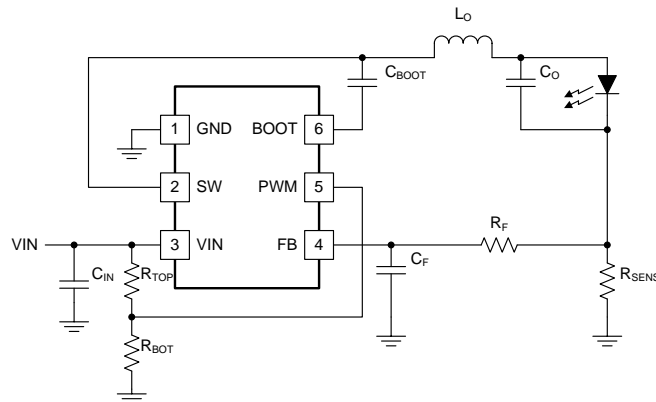 LO
CBOOT
CO
1 GND BOOT 6
2 SW PWM 5
VIN 3 VIN FB 4
RF
CIN
RTOP
CF
RSENS
RBOT